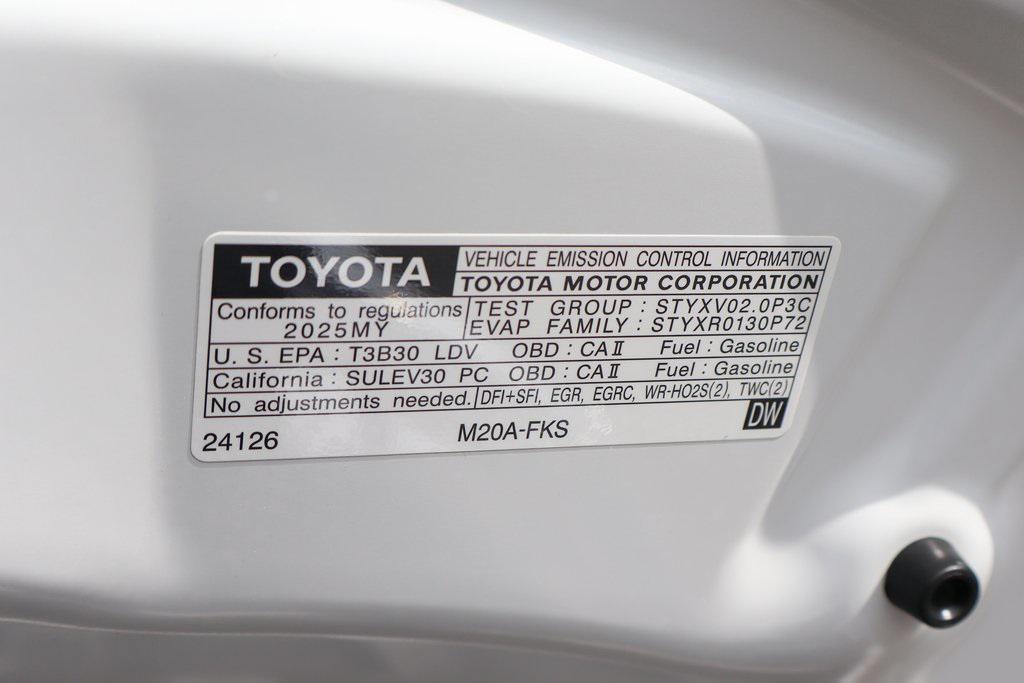 TOYOTA
VEHICLE EMISSION CONTROL INFORMATION
TOYOTA MOTOR CORPORATION
Conforms to regulations
2025MY
TEST GROUP : STYXV02.0P3C
EVAP FAMILY : STYXR0130P72
U. S. EPA : T3B30 LDV OBD : CAⅡ Fuel : Gasoline
California : SULEV30 PC OBD : CAⅡ Fuel : Gasoline
No adjustments needed.
DFI+SFI, EGR, EGRC, WR-HO2S(2), TWC(2)
24126
M20A-FKS
DW